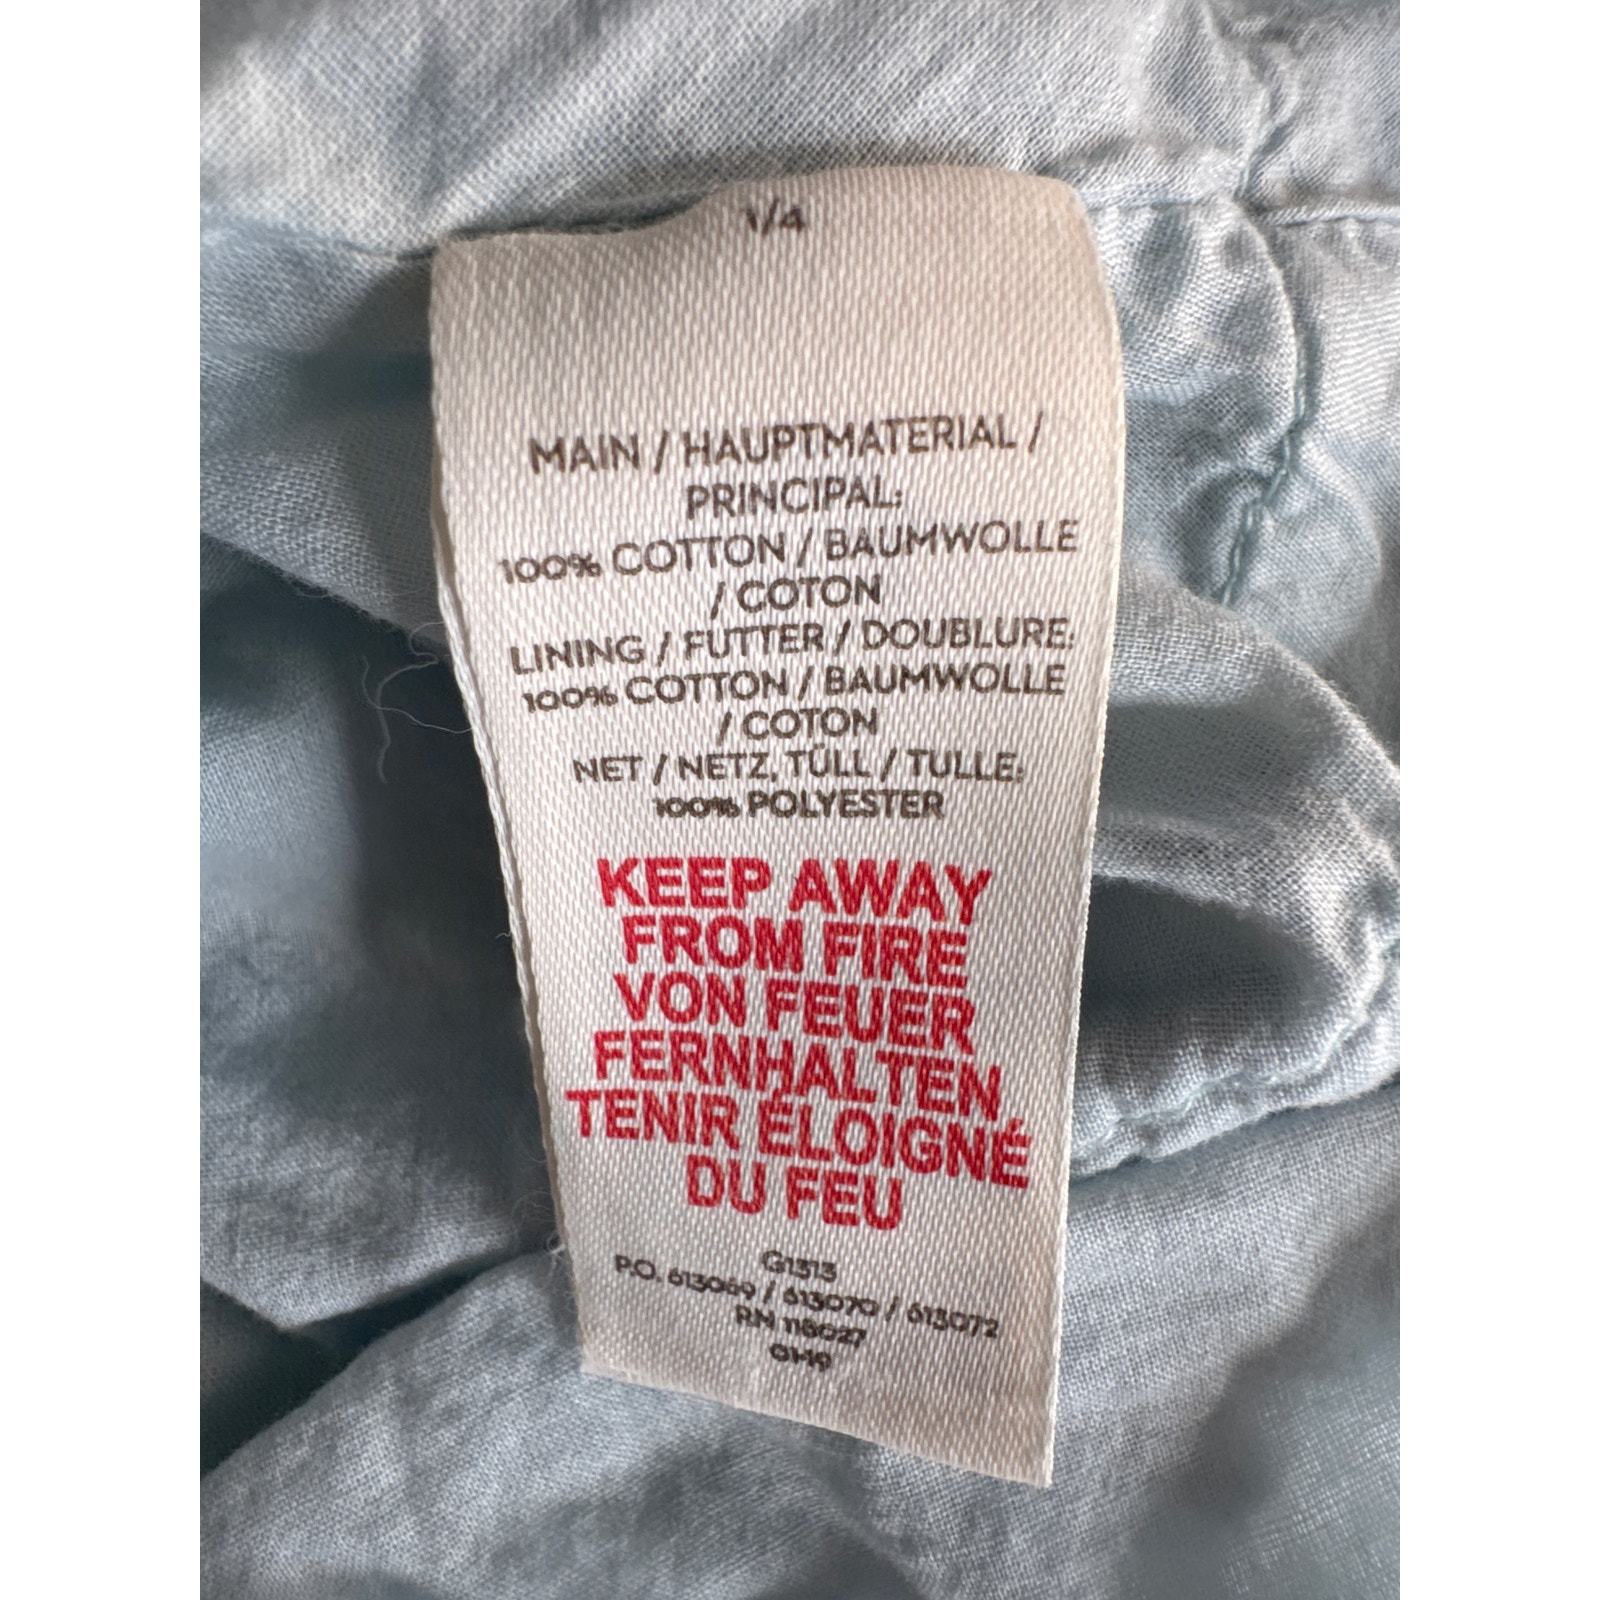 1/4
MAIN / HAUPTMATERIAL /
PRINCIPAL:
100% COTTON / BAUMWOLLE
/ COTON
LINING / FUTTER / DOUBLURE:
100% COTTON / BAUMWOLLE
/ COTON
NET / NETZ, TÜLL / TULLE:
100% POLYESTER
KEEP AWAY
FROM FIRE
VON FEUER
FERNHALTEN
TENIR ÉLOIGNÉ
DU FEU
G1313
P.O. 613069 / 613070 / 613072
RN 118027
01-19